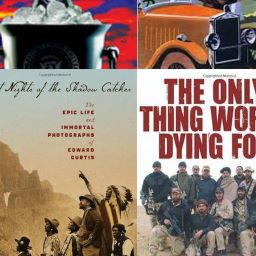 t Nights of the Shadow Catcher
The
EPIC LIFE
AND
IMMORTAL
PHOTOGRAPHS
OF
EDWARD
CURTIS
THE ONLY
THING WOR
DYING FO